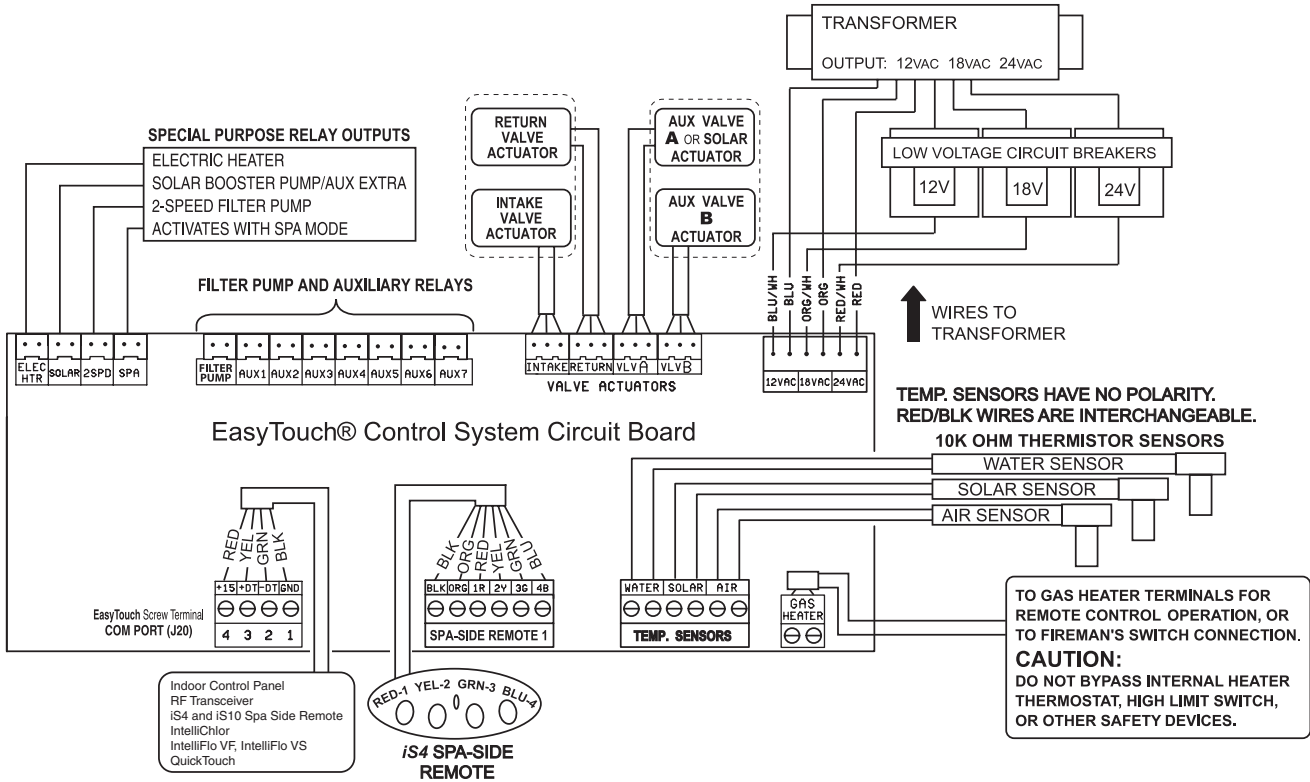 TRANSFORMER
OUTPUT: 12VAC 18VAC 24VAC
LOW VOLTAGE CIRCUIT BREAKERS
12V 18V 24V
SPECIAL PURPOSE RELAY OUTPUTS
ELECTRIC HEATER
SOLAR BOOSTER PUMP/AUX EXTRA
2-SPEED FILTER PUMP
ACTIVATES WITH SPA MODE
RETURN
VALVE
ACTUATOR
INTAKE
VALVE
ACTUATOR
AUX VALVE
A OR SOLAR
ACTUATOR
AUX VALVE
B
ACTUATOR
FILTER PUMP AND AUXILIARY RELAYS
BLU/WH
BLU
ORG/WH
ORG
RED/WH
RED
WIRES TO
TRANSFORMER
ELEC
HTR
SOLAR
2SPD
SPA
FILTER
PUMP
AUX1
AUX2
AUX3
AUX4
AUX5
AUX6
AUX7
INTAKE
RETURN
VLVA
VLVB
VALVE ACTUATORS
12VAC 18VAC 24VAC
EasyTouch® Control System Circuit Board
TEMP. SENSORS HAVE NO POLARITY.
RED/BLK WIRES ARE INTERCHANGEABLE.
10K OHM THERMISTOR SENSORS
WATER SENSOR
SOLAR SENSOR
AIR SENSOR
RED
YEL
GRN
BLK
+15 +DT -DT GND
EasyTouch Screw Terminal
COM PORT (J20)
4 3 2 1
BLK
ORG
RED
YEL
GRN
BLU
BLK ORG 1R 2Y 3G 4B
SPA-SIDE REMOTE 1
WATER SOLAR AIR
TEMP. SENSORS
GAS
HEATER
TO GAS HEATER TERMINALS FOR
REMOTE CONTROL OPERATION, OR
TO FIREMAN'S SWITCH CONNECTION.
CAUTION:
DO NOT BYPASS INTERNAL HEATER
THERMOSTAT, HIGH LIMIT SWITCH,
OR OTHER SAFETY DEVICES.
Indoor Control Panel
RF Transceiver
iS4 and iS10 Spa Side Remote
IntelliChlor
IntelliFlo VF, IntelliFlo VS
QuickTouch
RED-1 YEL-2 GRN-3 BLU-4
iS4 SPA-SIDE
REMOTE